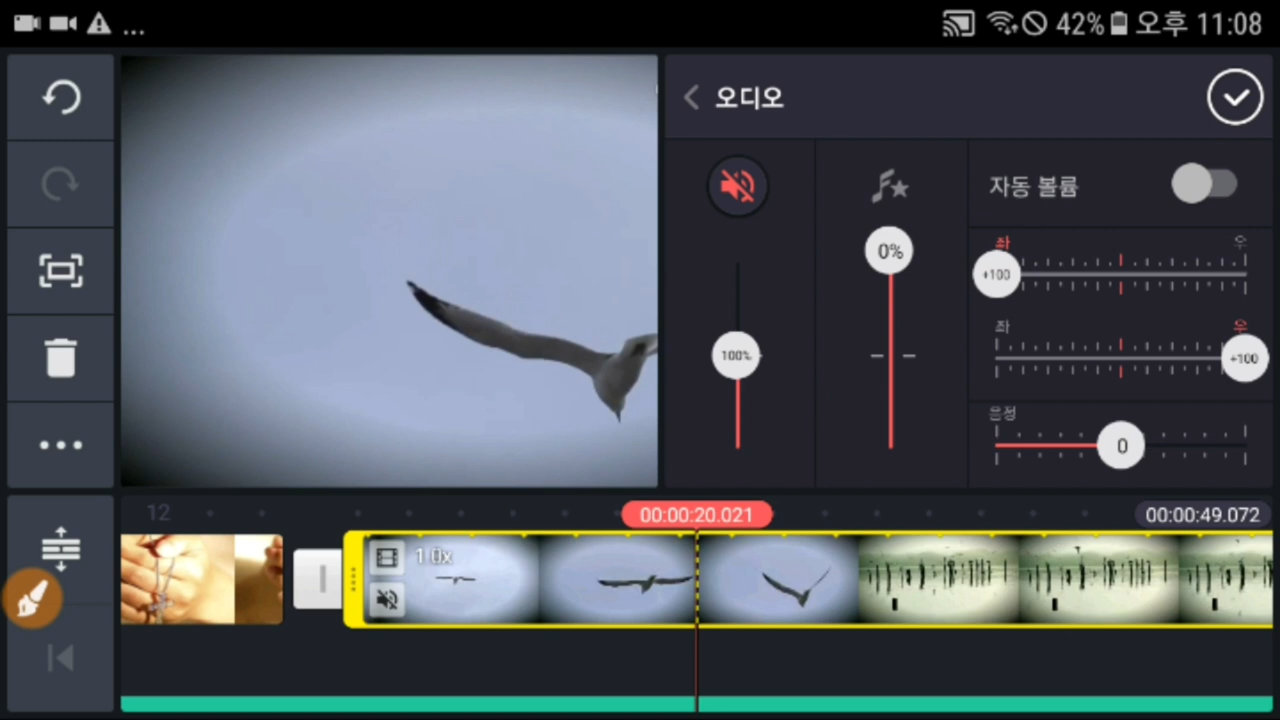 ... 42% 오후 11:08
오디오
자동 볼륨
0%
좌 우
+100
좌 우
100%
+100
음정
0
12 00:00:20.021 00:00:49.072
1.0x